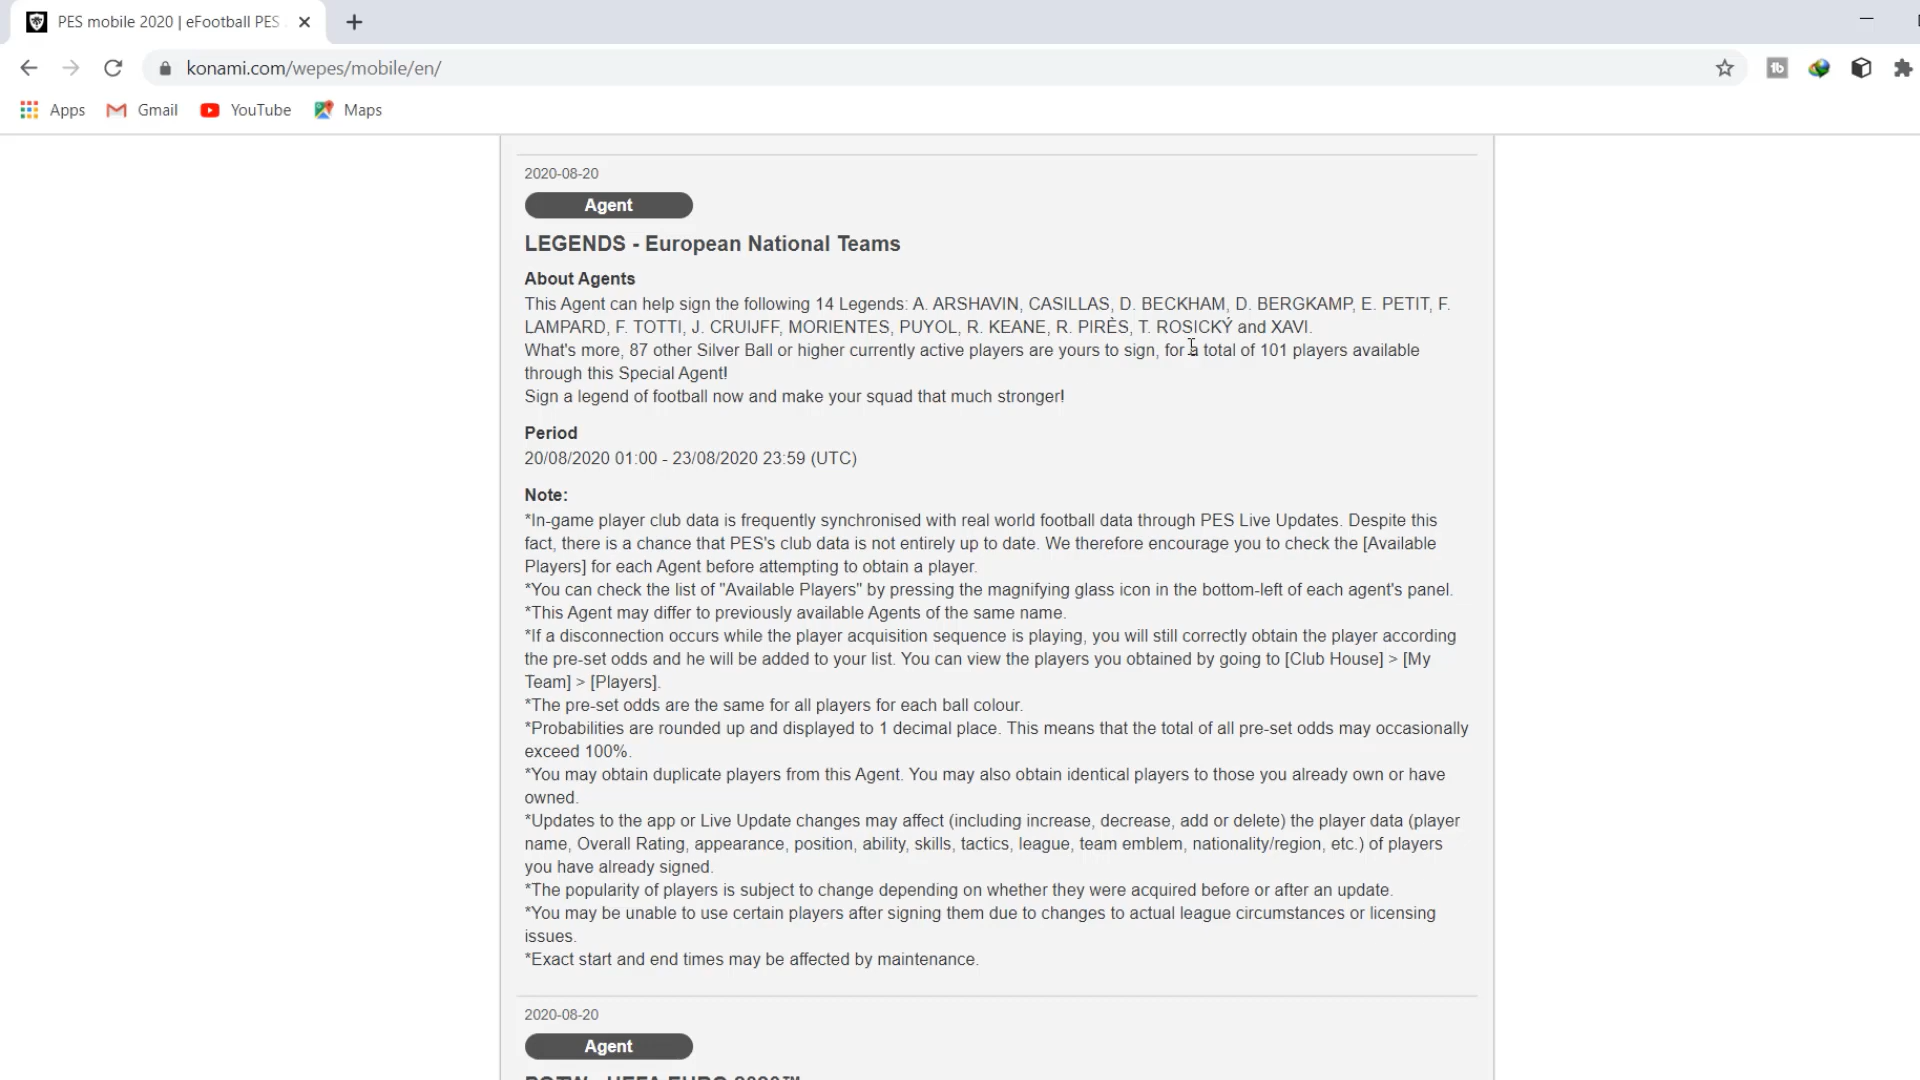 PES mobile 2020 | eFootball PES
konami.com/wepes/mobile/en/
Apps Gmail YouTube Maps
2020-08-20
Agent
LEGENDS - European National Teams
About Agents
This Agent can help sign the following 14 Legends: A. ARSHAVIN, CASILLAS, D. BECKHAM, D. BERGKAMP, E. PETIT, F.
LAMPARD, F. TOTTI, J. CRUIJFF, MORIENTES, PUYOL, R. KEANE, R. PIRÈS, T. ROSICKÝ and XAVI.
What's more, 87 other Silver Ball or higher currently active players are yours to sign, for a total of 101 players available
through this Special Agent!
Sign a legend of football now and make your squad that much stronger!
Period
20/08/2020 01:00 - 23/08/2020 23:59 (UTC)
Note:
*In-game player club data is frequently synchronised with real world football data through PES Live Updates. Despite this
fact, there is a chance that PES's club data is not entirely up to date. We therefore encourage you to check the [Available
Players] for each Agent before attempting to obtain a player.
*You can check the list of "Available Players" by pressing the magnifying glass icon in the bottom-left of each agent's panel.
*This Agent may differ to previously available Agents of the same name.
*If a disconnection occurs while the player acquisition sequence is playing, you will still correctly obtain the player according
the pre-set odds and he will be added to your list. You can view the players you obtained by going to [Club House] > [My
Team] > [Players].
*The pre-set odds are the same for all players for each ball colour.
*Probabilities are rounded up and displayed to 1 decimal place. This means that the total of all pre-set odds may occasionally
exceed 100%.
*You may obtain duplicate players from this Agent. You may also obtain identical players to those you already own or have
owned.
*Updates to the app or Live Update changes may affect (including increase, decrease, add or delete) the player data (player
name, Overall Rating, appearance, position, ability, skills, tactics, league, team emblem, nationality/region, etc.) of players
you have already signed.
*The popularity of players is subject to change depending on whether they were acquired before or after an update.
*You may be unable to use certain players after signing them due to changes to actual league circumstances or licensing
issues.
*Exact start and end times may be affected by maintenance.
2020-08-20
Agent
POTW - UEFA EURO 2020™